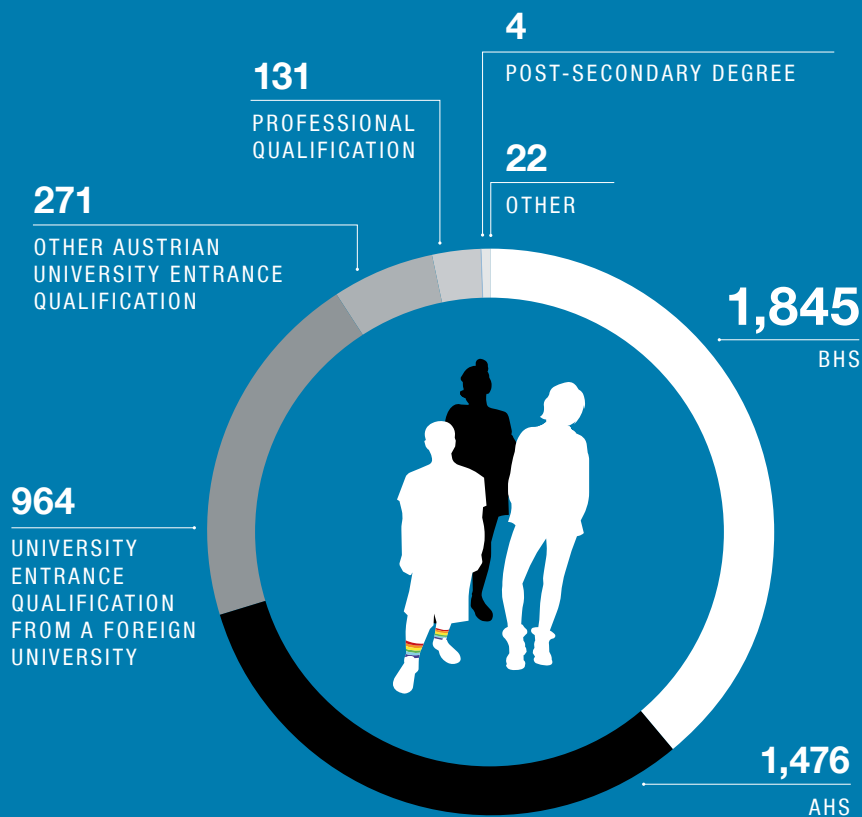 4
POST-SECONDARY DEGREE
131
PROFESSIONAL
QUALIFICATION
22
OTHER
271
OTHER AUSTRIAN
UNIVERSITY ENTRANCE
QUALIFICATION
1,845
BHS
964
UNIVERSITY
ENTRANCE
QUALIFICATION
FROM A FOREIGN
UNIVERSITY
1,476
AHS